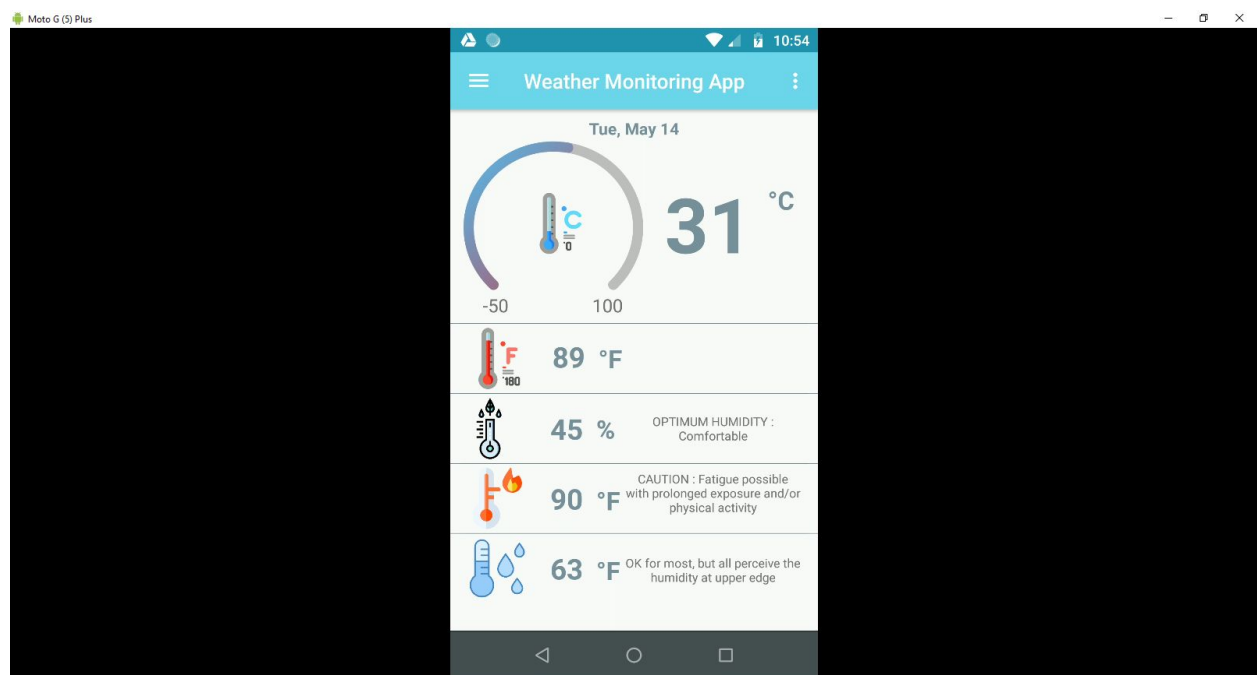 Moto G (5) Plus
10:54
Weather Monitoring App
Tue, May 14
°C
°0
31 °C
-50 100
°F
°180
89 °F
45 % OPTIMUM HUMIDITY :
Comfortable
90 °F CAUTION : Fatigue possible
with prolonged exposure and/or
physical activity
63 °F OK for most, but all perceive the
humidity at upper edge